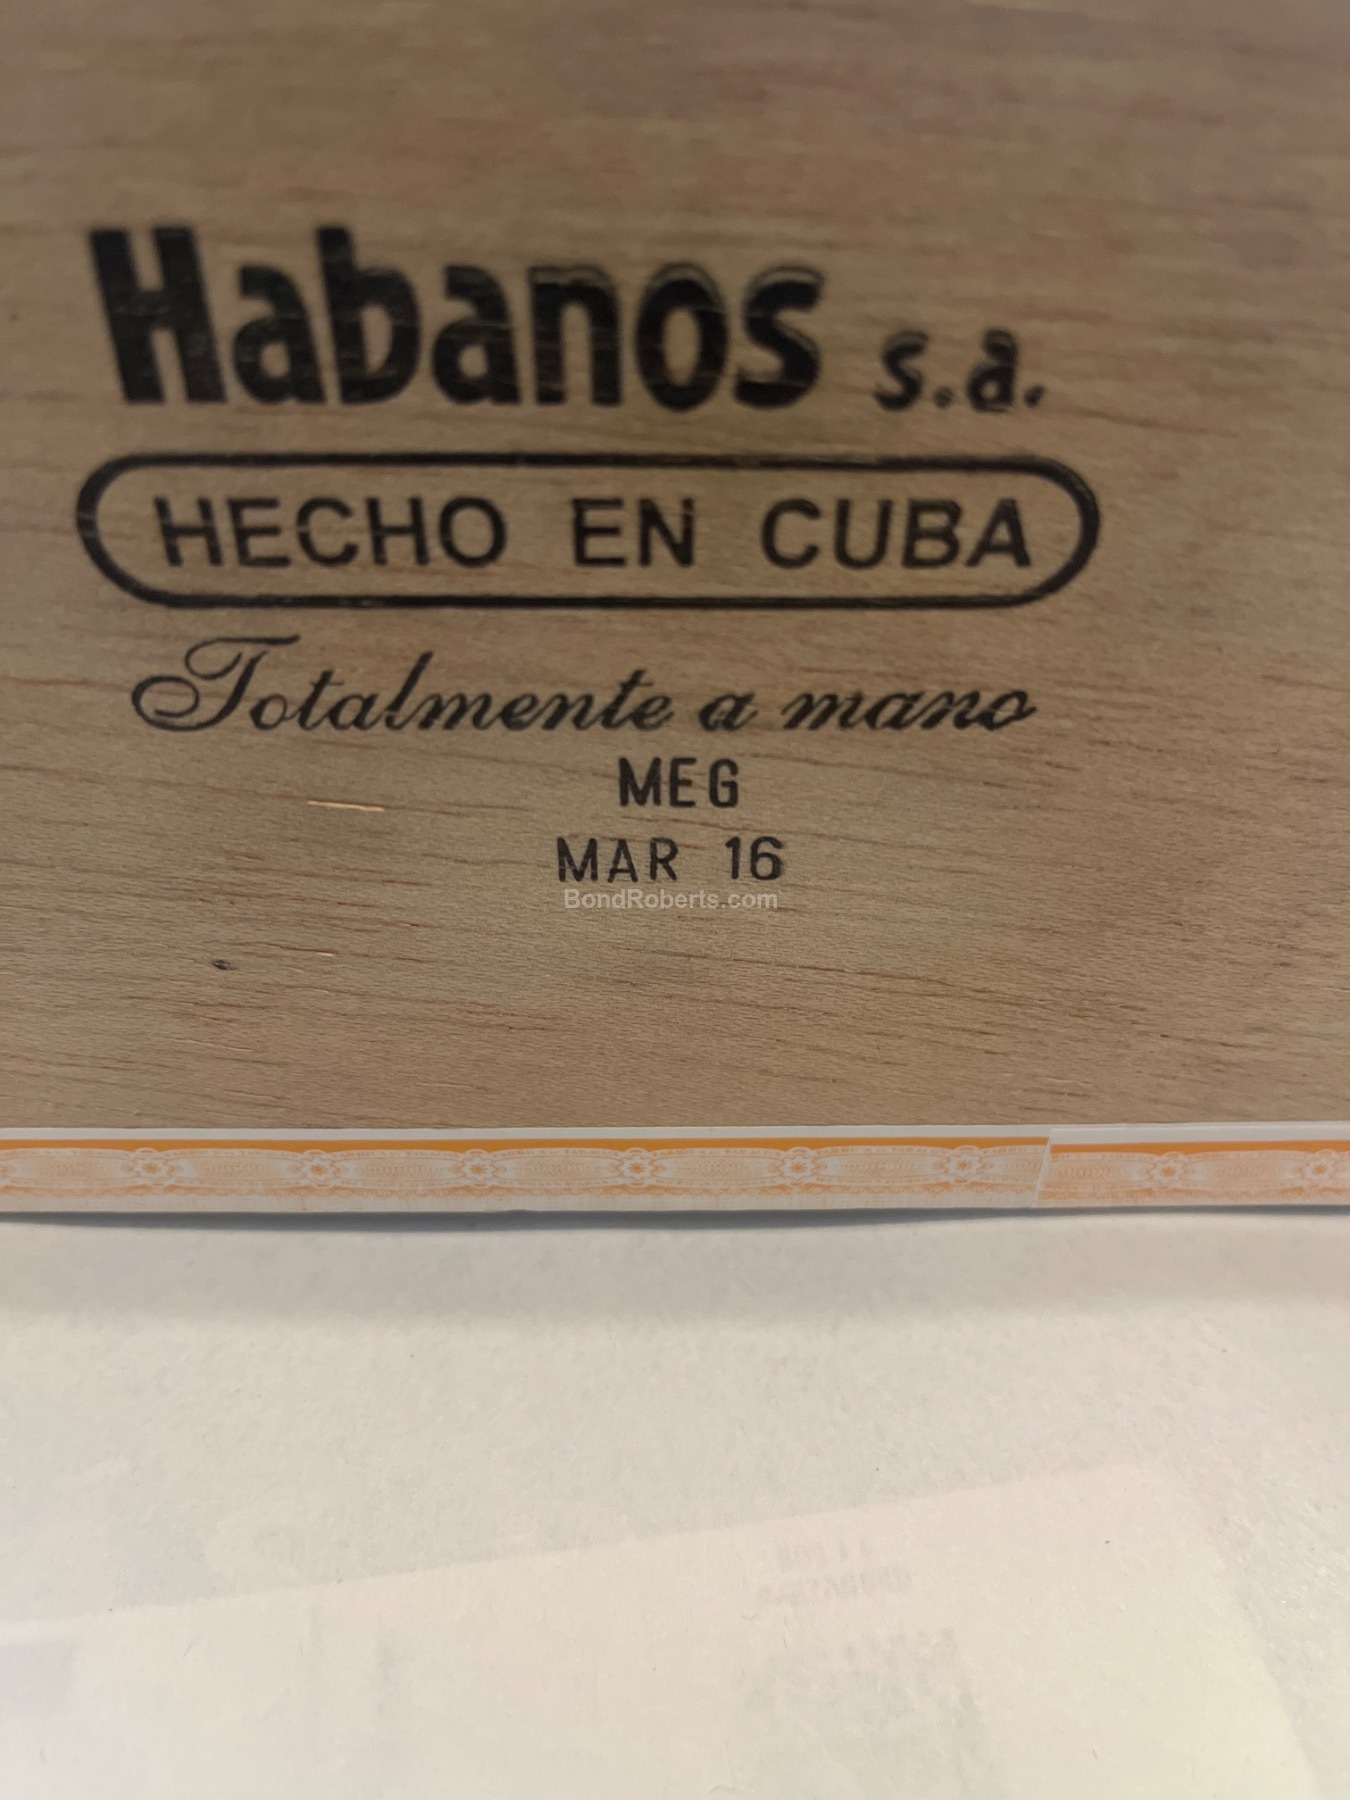 Habanos s.a.
HECHO EN CUBA
Totalmente a mano
MEG
MAR 16
BondRoberts.com